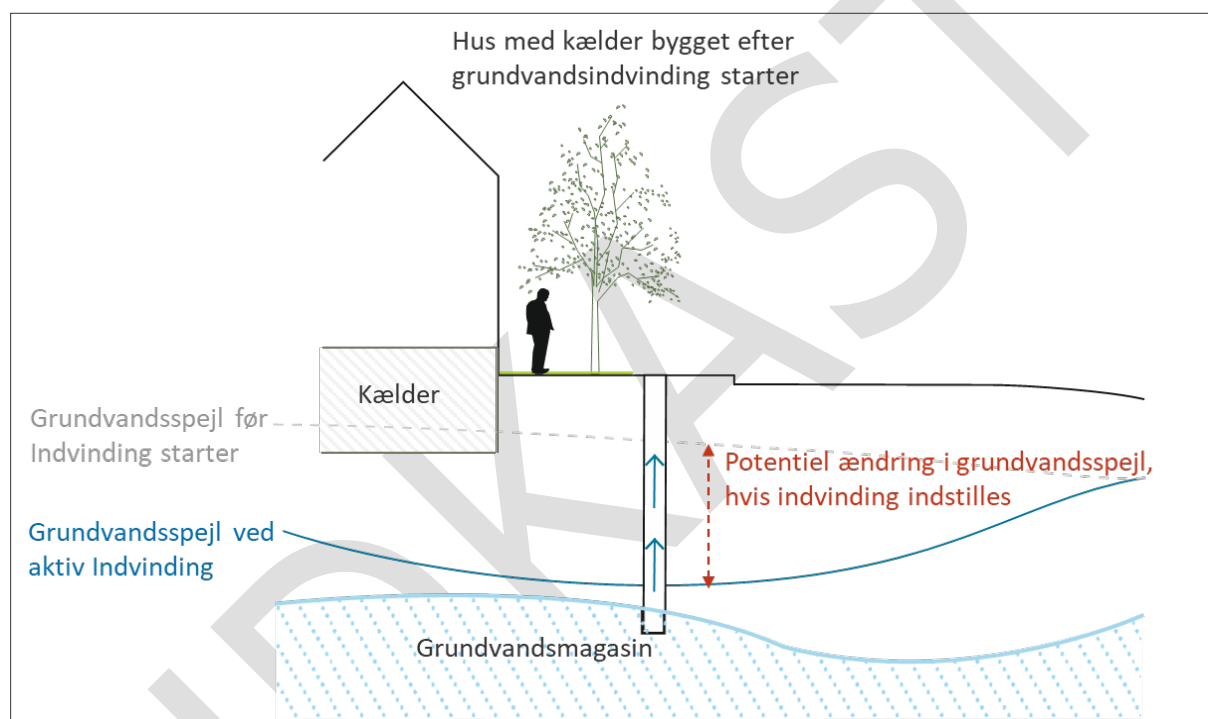 Hus med kælder bygget efter
grundvandsindvinding starter
Kælder
Grundvandsspejl før
Indvinding starter
Potentiel ændring i grundvandsspejl,
hvis indvinding indstilles
Grundvandsspejl ved
aktiv Indvinding
Grundvandsmagasin
DKAST